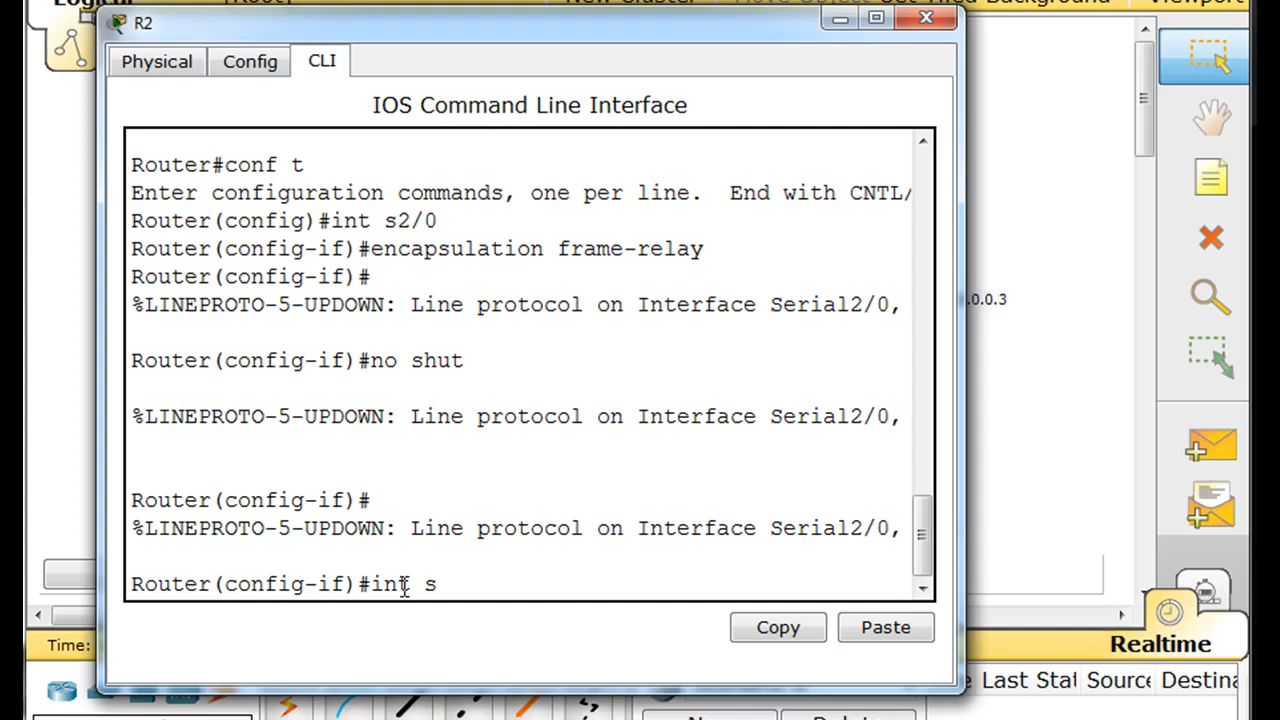 R2
Physical
Config
CLI
IOS Command Line Interface
Router#conf t
Enter configuration commands, one per line.  End with CNTL/
Router(config)#int s2/0
Router(config-if)#encapsulation frame-relay
Router(config-if)#
%LINEPROTO-5-UPDOWN: Line protocol on Interface Serial2/0,
Router(config-if)#no shut
%LINEPROTO-5-UPDOWN: Line protocol on Interface Serial2/0,
Router(config-if)#
%LINEPROTO-5-UPDOWN: Line protocol on Interface Serial2/0,
Router(config-if)#int s
Copy
Paste
.0.0.3
Time:
Realtime
Last Stat
Source
Destina